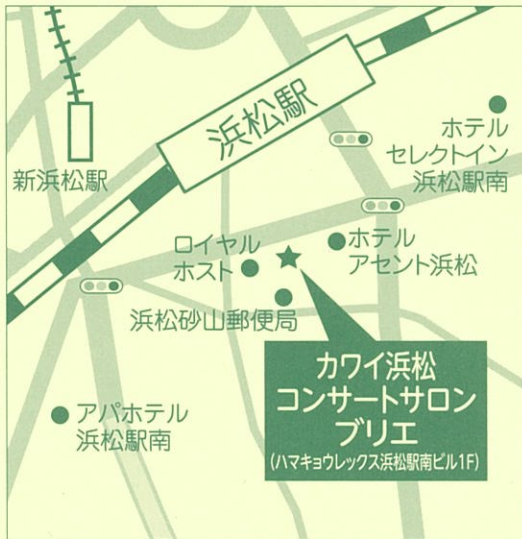 浜松駅
新浜松駅
ホテル
セレクトイン
浜松駅南
ロイヤル
ホスト
ホテル
アセント浜松
浜松砂山郵便局
カワイ浜松
コンサートサロン
ブリエ
(ハマキョウレックス浜松駅南ビル1F)
アパホテル
浜松駅南